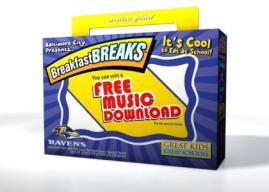 breakfast grabber
Baltimore City
Presents...
It's Cool
to Eat at School!
BreakfastBREAKS
You can win a
FREE
MUSIC
DOWNLOAD
RAVENS
GREAT KIDS
GREAT SCHOOLS